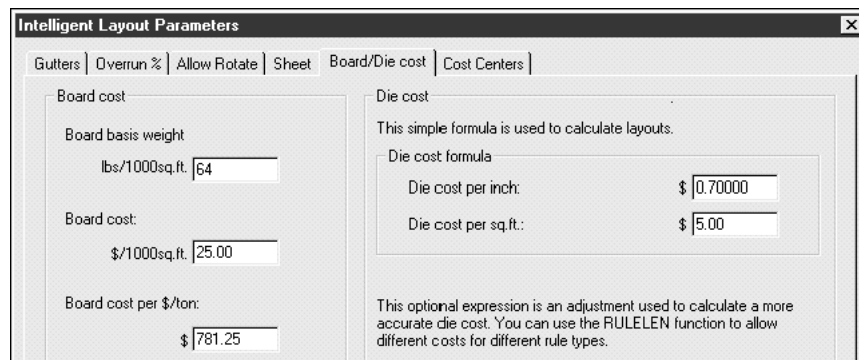 Intelligent Layout Parameters
Gutters Overrun % Allow Rotate Sheet Board/Die cost Cost Centers
Board cost
Board basis weight
lbs/1000sq.ft. 64
Board cost:
$/1000sq.ft. 25.00
Board cost per $/ton:
$ 781.25
Die cost
This simple formula is used to calculate layouts.
Die cost formula
Die cost per inch: $ 0.70000
Die cost per sq.ft.: $ 5.00
This optional expression is an adjustment used to calculate a more
accurate die cost. You can use the RULELEN function to allow
different costs for different rule types.